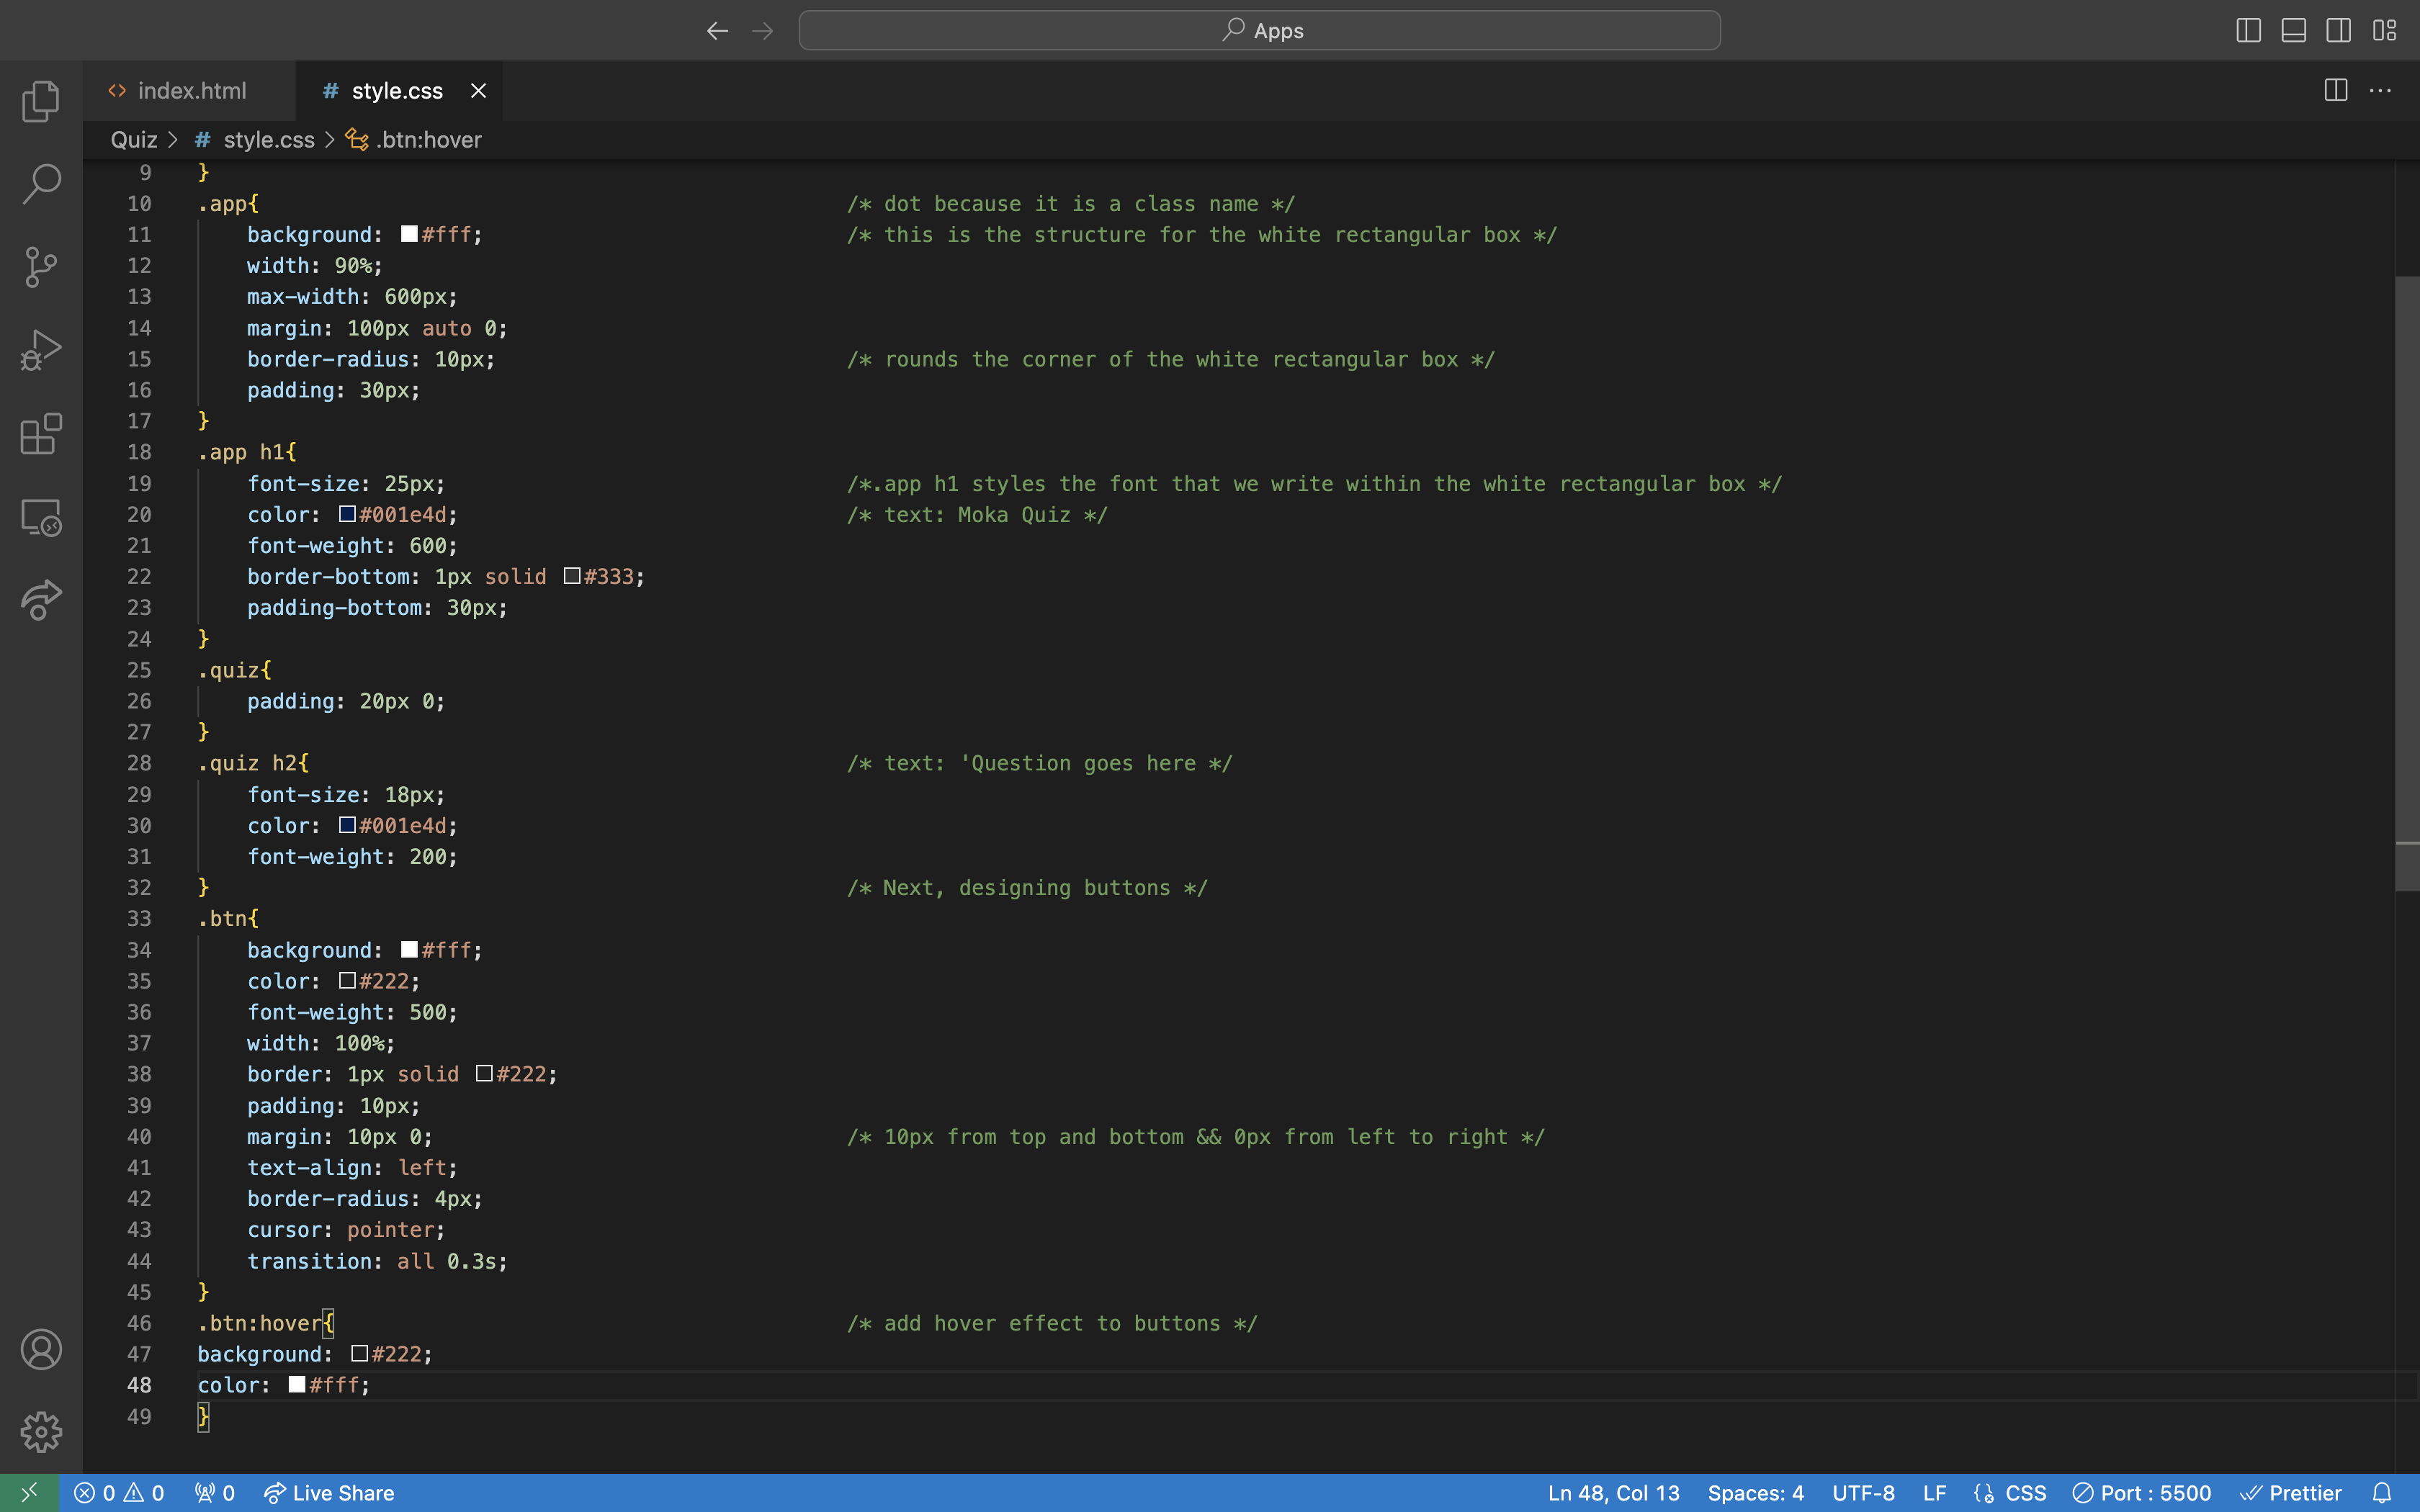 Apps
index.html
# style.css
Quiz > # style.css > .btn:hover
9 }
10 .app{ /* dot because it is a class name */
11 background: #fff; /* this is the structure for the white rectangular box */
12 width: 90%;
13 max-width: 600px;
14 margin: 100px auto 0;
15 border-radius: 10px; /* rounds the corner of the white rectangular box */
16 padding: 30px;
17 }
18 .app h1{
19 font-size: 25px; /*.app h1 styles the font that we write within the white rectangular box */
20 color: #001e4d; /* text: Moka Quiz */
21 font-weight: 600;
22 border-bottom: 1px solid #333;
23 padding-bottom: 30px;
24 }
25 .quiz{
26 padding: 20px 0;
27 }
28 .quiz h2{ /* text: 'Question goes here */
29 font-size: 18px;
30 color: #001e4d;
31 font-weight: 200;
32 } /* Next, designing buttons */
33 .btn{
34 background: #fff;
35 color: #222;
36 font-weight: 500;
37 width: 100%;
38 border: 1px solid #222;
39 padding: 10px;
40 margin: 10px 0; /* 10px from top and bottom && 0px from left to right */
41 text-align: left;
42 border-radius: 4px;
43 cursor: pointer;
44 transition: all 0.3s;
45 }
46 .btn:hover{ /* add hover effect to buttons */
47 background: #222;
48 color: #fff;
49 }
0 0 0 Live Share Ln 48, Col 13 Spaces: 4 UTF-8 LF CSS Port : 5500 Prettier